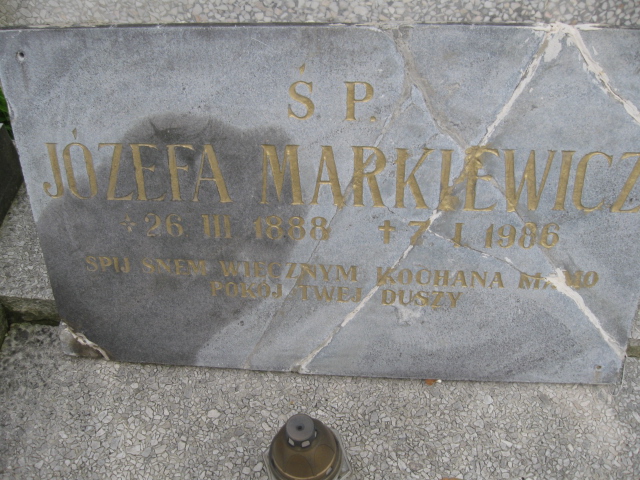 Ś P.
JÓZEFA MARKIEWICZ
* 26 III 1888 † 7 I 1986
ŚPIJ SNEM WIECZNYM KOCHANA MAMO
POKÓJ TWEJ DUSZY